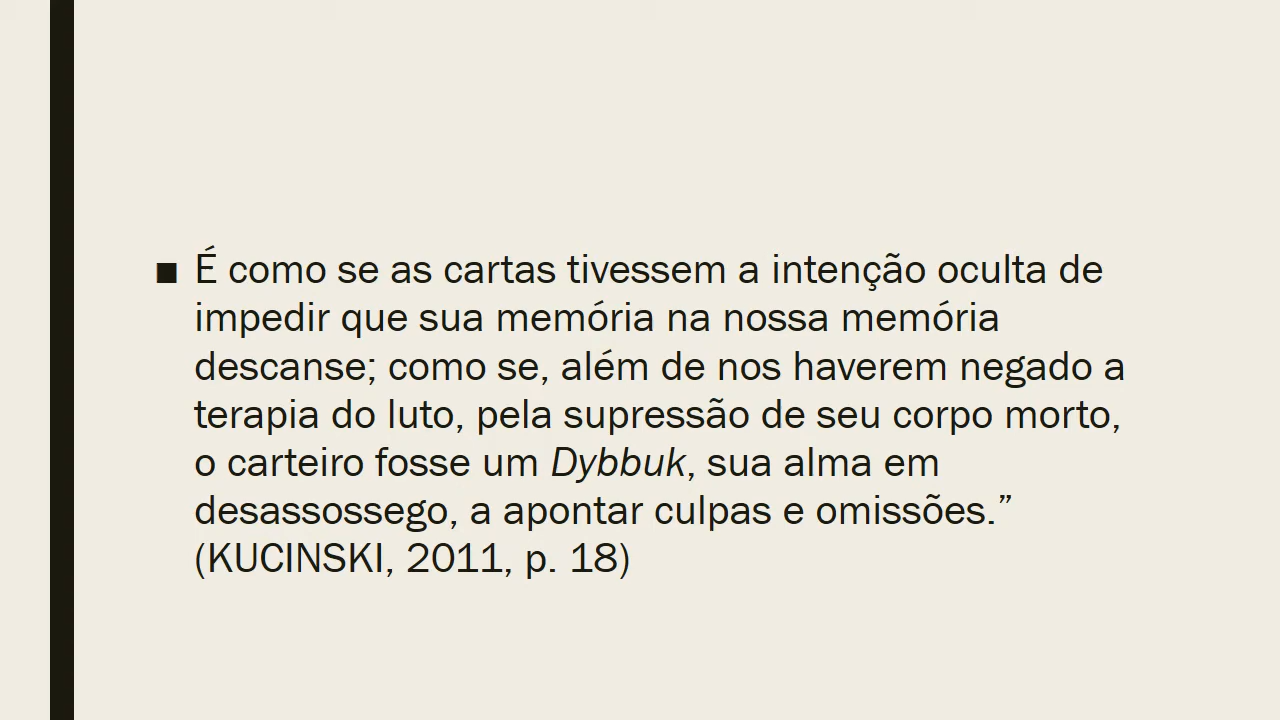 ■ É como se as cartas tivessem a intenção oculta de
impedir que sua memória na nossa memória
descanse; como se, além de nos haverem negado a
terapia do luto, pela supressão de seu corpo morto,
o carteiro fosse um Dybbuk, sua alma em
desassossego, a apontar culpas e omissões.”
(KUCINSKI, 2011, p. 18)